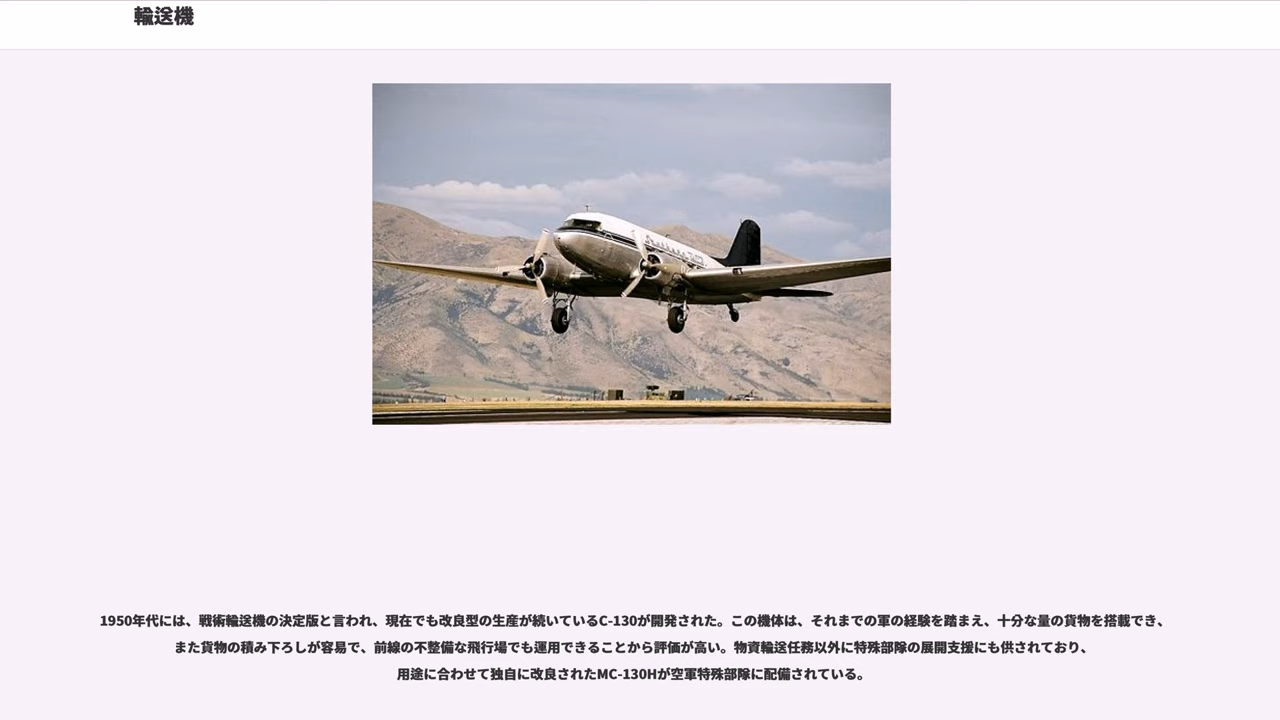 輸送機
1950年代には、戦術輸送機の決定版と言われ、現在でも改良型の生産が続いているC-130が開発された。この機体は、それまでの軍の経験を踏まえ、十分な量の貨物を搭載でき、
また貨物の積み下ろしが容易で、前線の不整備な飛行場でも運用できることから評価が高い。物資輸送任務以外に特殊部隊の展開支援にも供されており、
用途に合わせて独自に改良されたMC-130Hが空軍特殊部隊に配備されている。